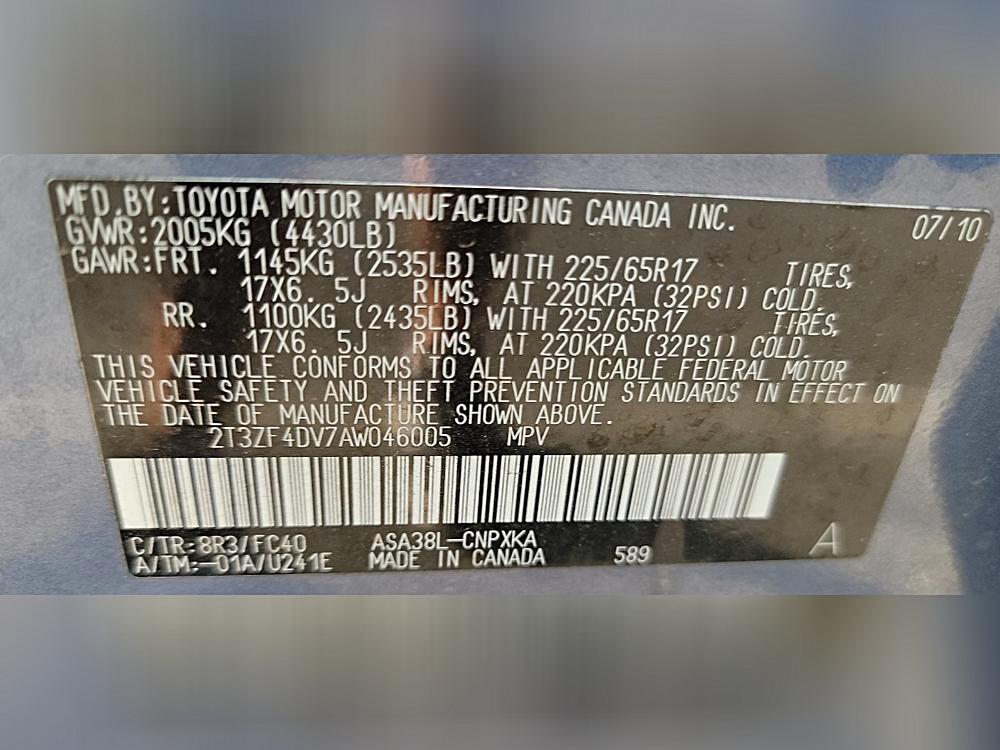 MFD.BY:TOYOTA MOTOR MANUFACTURING CANADA INC. 07/10
GVWR:2005KG (4430LB)
GAWR:FRT. 1145KG (2535LB) WITH 225/65R17 TIRES,
17X6. 5J RIMS, AT 220KPA (32PSI) COLD.
RR. 1100KG (2435LB) WITH 225/65R17 TIRES,
17X6. 5J RIMS, AT 220KPA (32PSI) COLD.
THIS VEHICLE CONFORMS TO ALL APPLICABLE FEDERAL MOTOR
VEHICLE SAFETY AND THEFT PREVENTION STANDARDS IN EFFECT ON
THE DATE OF MANUFACTURE SHOWN ABOVE.
2T3ZF4DV7AW046005 MPV
C/TR:8R3/FC40 ASA38L-CNPXKA
A/TM:-01A/U241E MADE IN CANADA 589 A